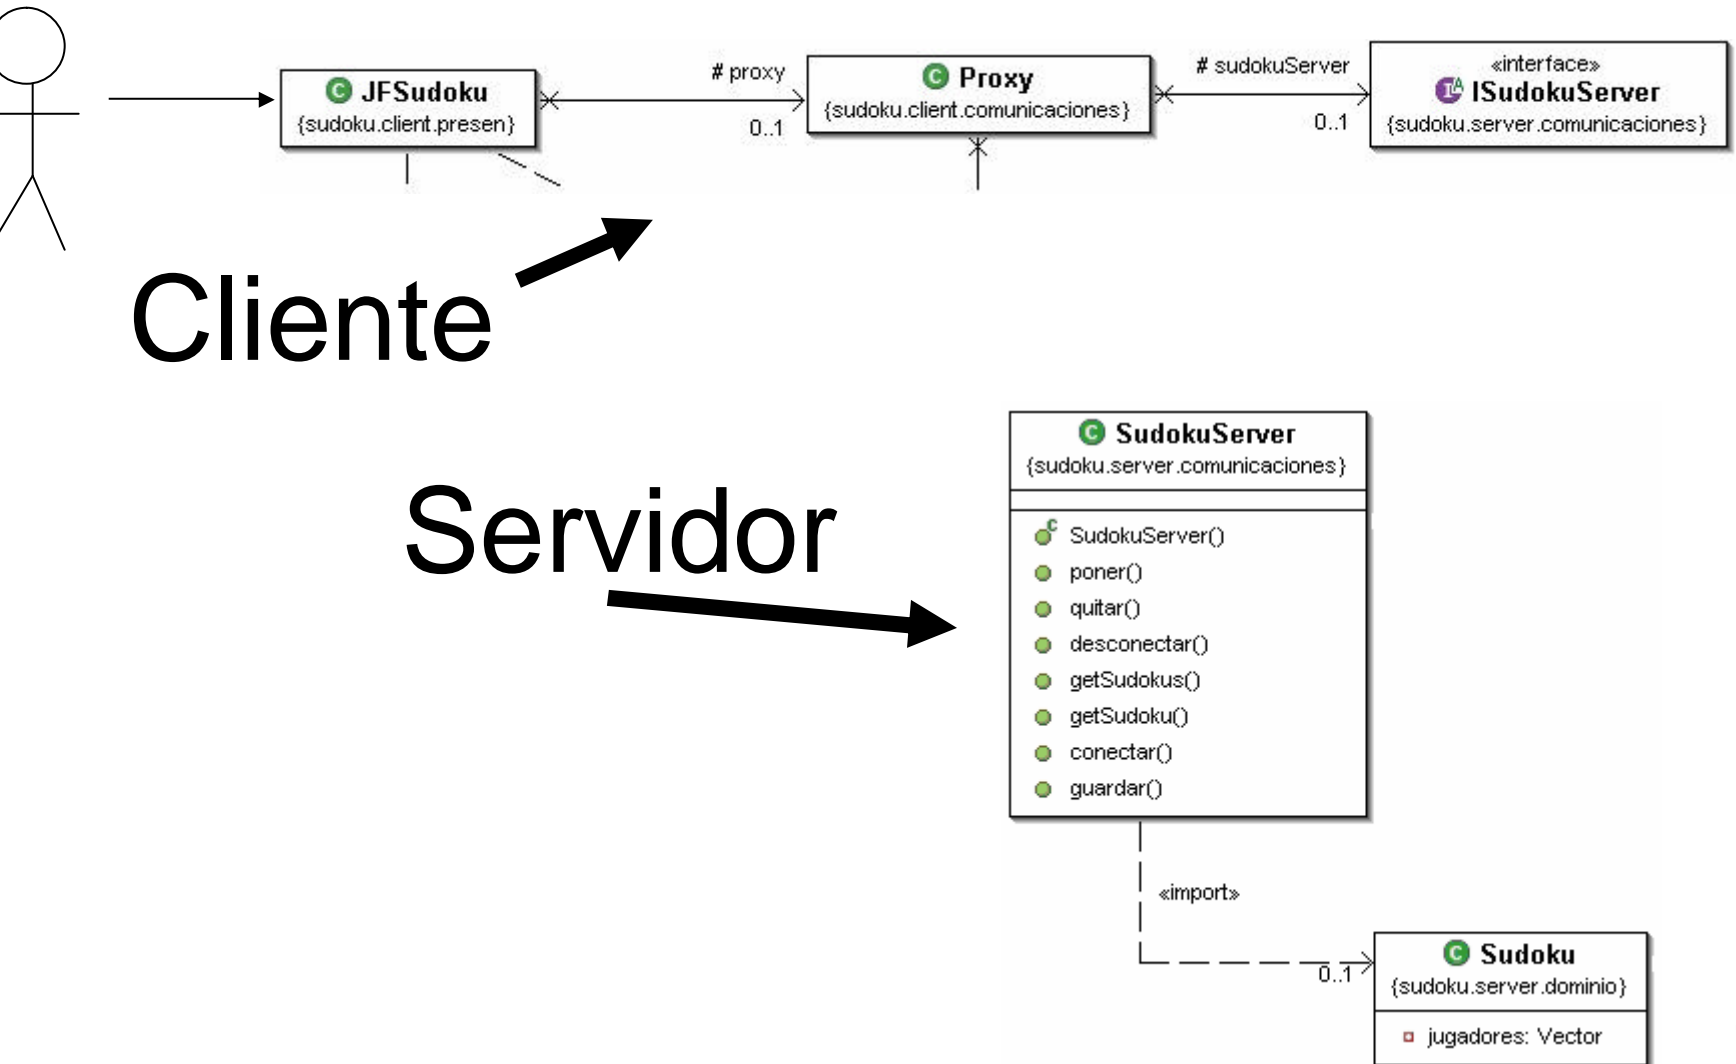 JFSudoku
{sudoku.client.presen}
# proxy
0..1
Proxy
{sudoku.client.comunicaciones}
# sudokuServer
0..1
«interface»
ISudokuServer
{sudoku.server.comunicaciones}
Cliente
Servidor
SudokuServer
{sudoku.server.comunicaciones}
SudokuServer()
poner()
quitar()
desconectar()
getSudokus()
getSudoku()
conectar()
guardar()
«import»
0..1
Sudoku
{sudoku.server.dominio}
jugadores: Vector